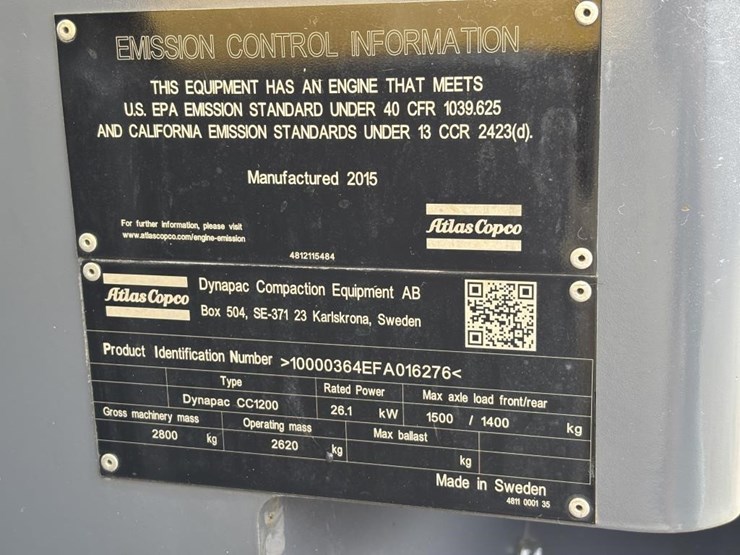 EMISSION CONTROL INFORMATION
THIS EQUIPMENT HAS AN ENGINE THAT MEETS
U.S. EPA EMISSION STANDARD UNDER 40 CFR 1039.625
AND CALIFORNIA EMISSION STANDARDS UNDER 13 CCR 2423(d).
Manufactured 2015
For further information, please visit
www.atlascopco.com/engine-emission
Atlas Copco
4812115484
Atlas Copco
Dynapac Compaction Equipment AB
Box 504, SE-371 23 Karlskrona, Sweden
Product Identification Number >10000364EFA016276<
Type Rated Power Max axle load front/rear
Dynapac CC1200 26.1 kW 1500 / 1400 kg
Gross machinery mass Operating mass Max ballast
2800 kg 2620 kg kg
Made in Sweden
4811 0001 35